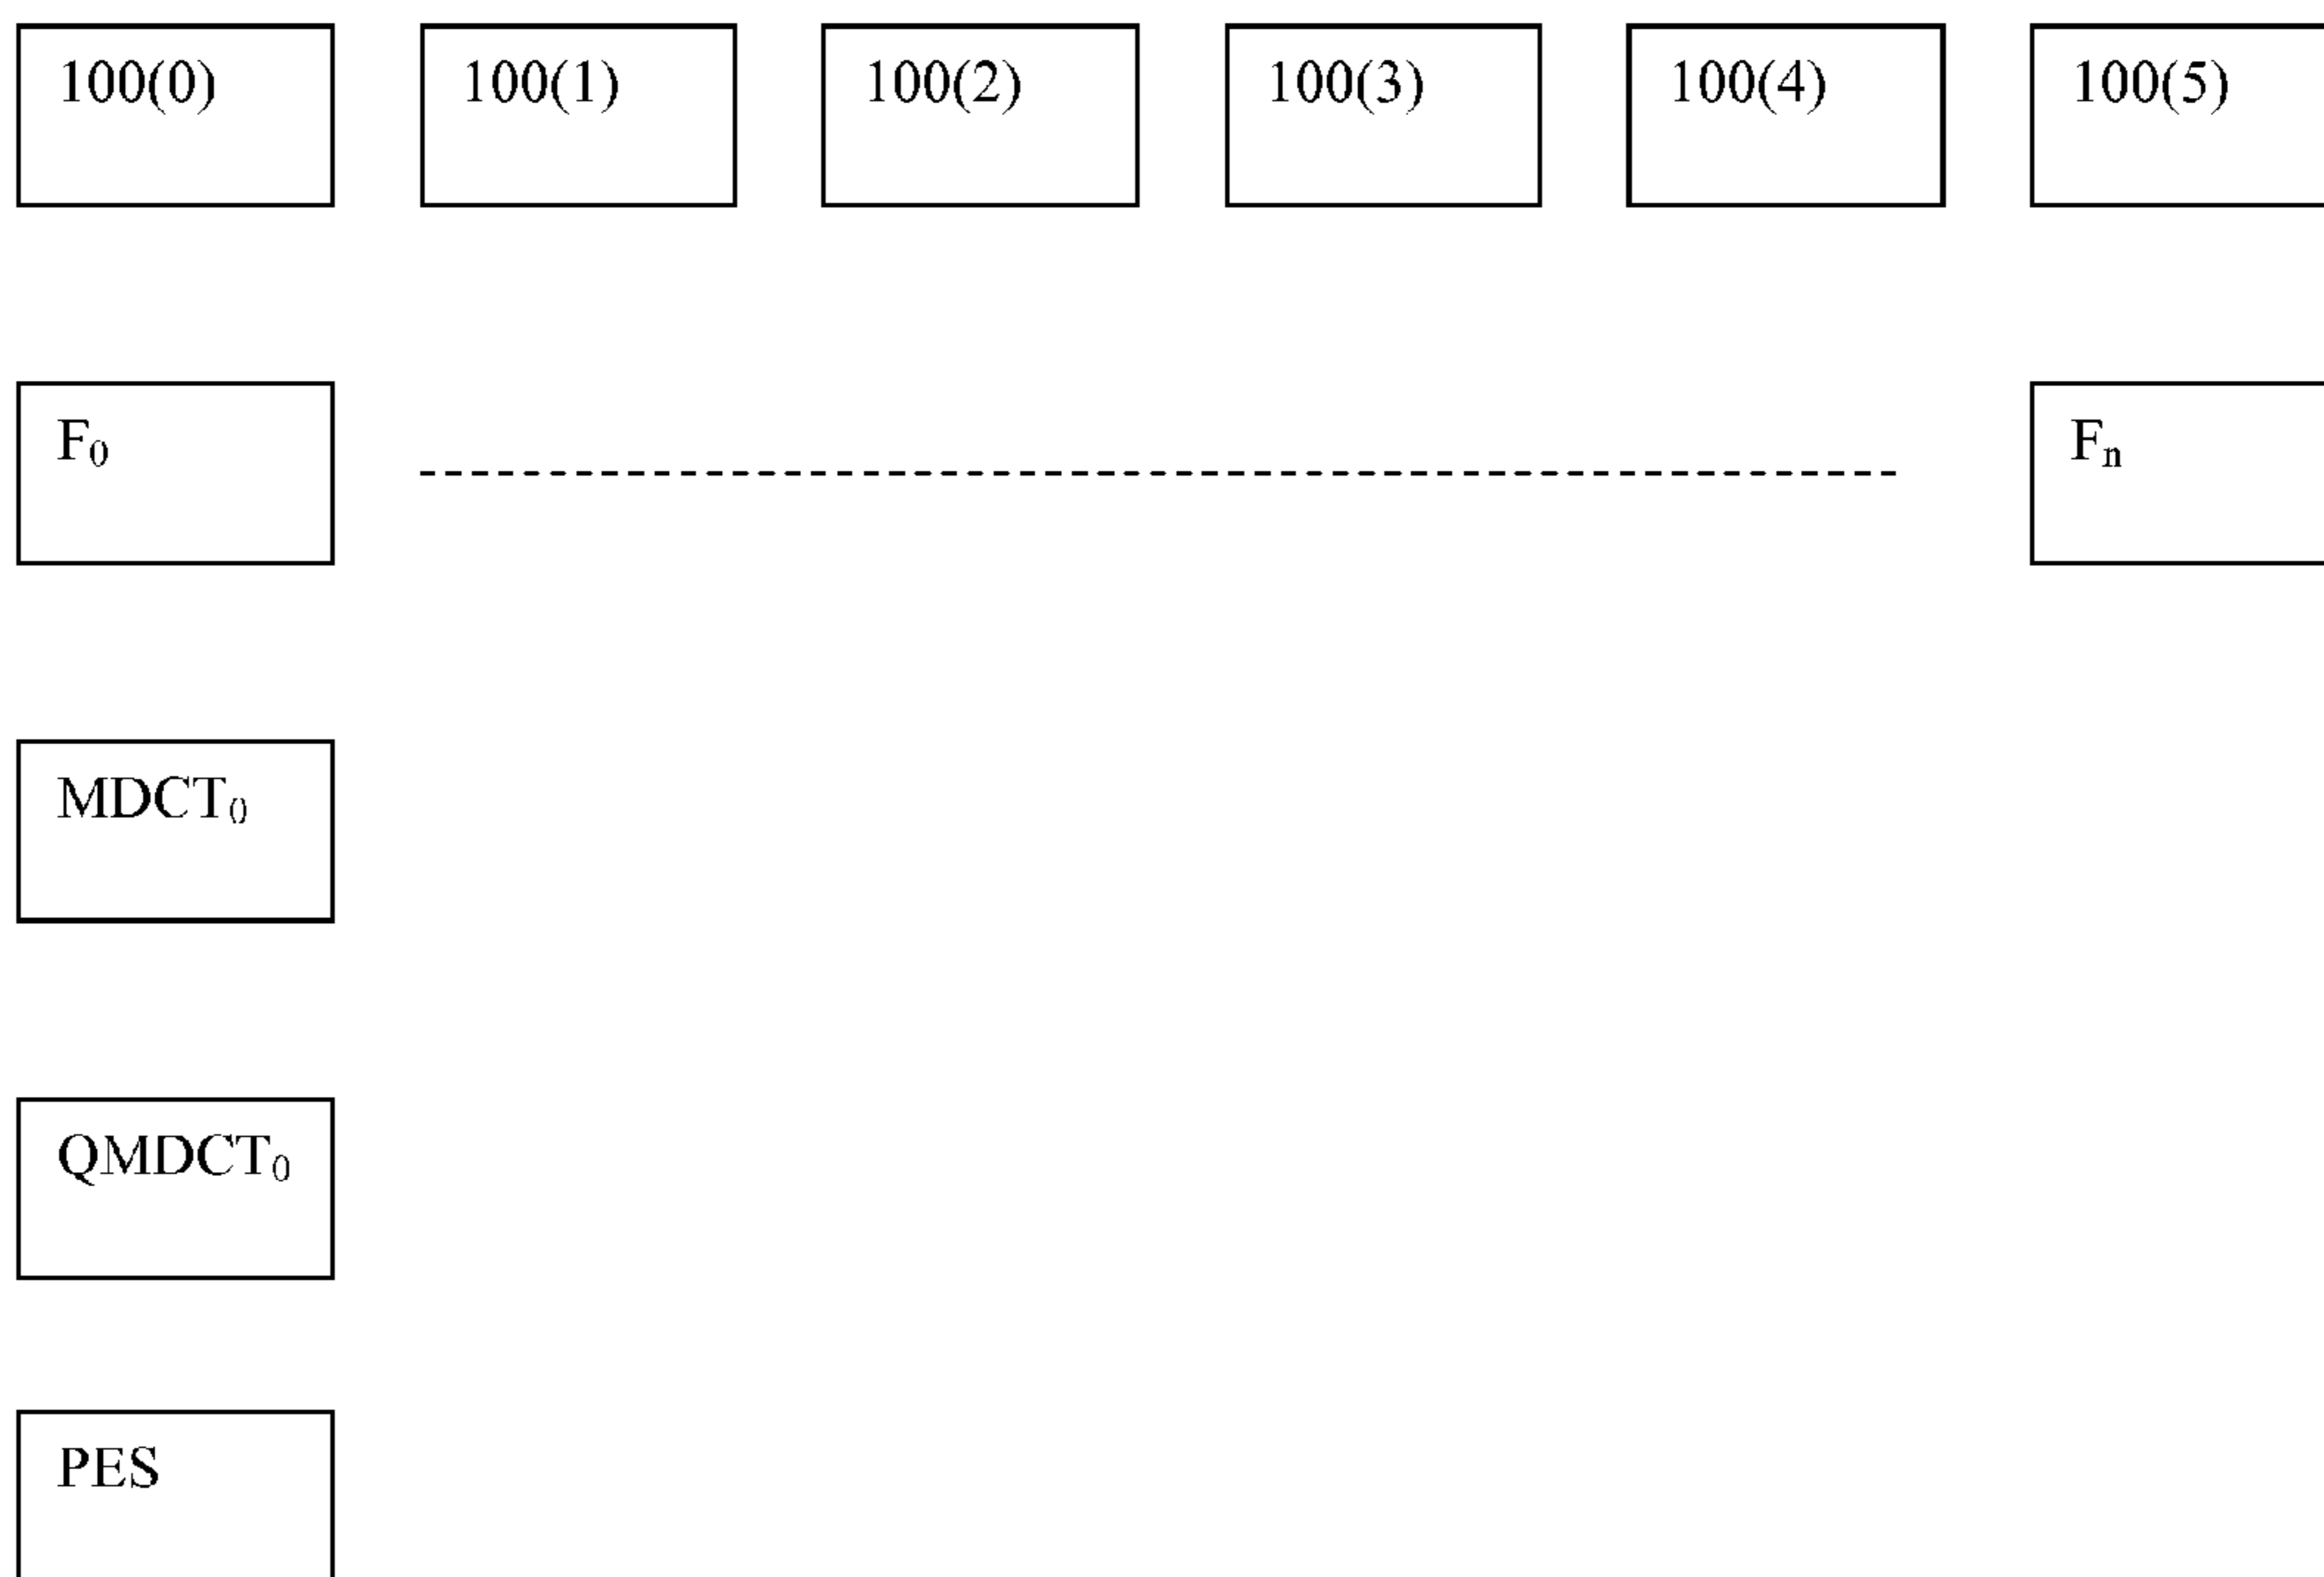 100(0) 100(1) 100(2) 100(3) 100(4) 100(5)
F₀ Fₙ
MDCT₀
QMDCT₀
PES